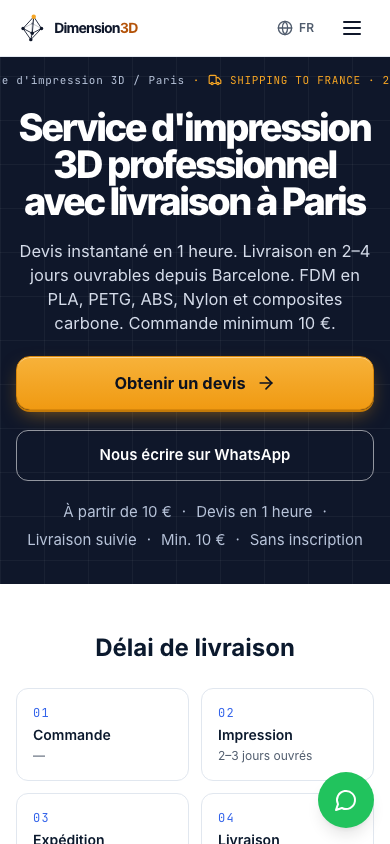 Dimension3D
FR
e d'impression 3D / Paris · SHIPPING TO FRANCE · 2
Service d'impression
3D professionnel
avec livraison à Paris
Devis instantané en 1 heure. Livraison en 2–4
jours ouvrables depuis Barcelone. FDM en
PLA, PETG, ABS, Nylon et composites
carbone. Commande minimum 10 €.
Obtenir un devis
Nous écrire sur WhatsApp
À partir de 10 € · Devis en 1 heure ·
Livraison suivie · Min. 10 € · Sans inscription
Délai de livraison
01
Commande
—
02
Impression
2–3 jours ouvrés
03
Expédition
04
Livraison